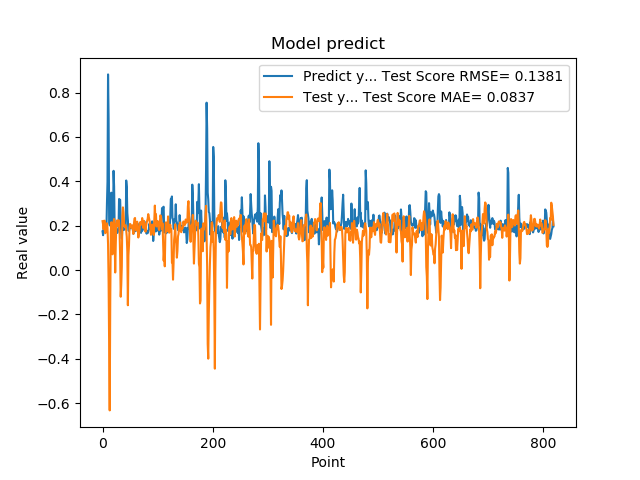 Model predict
Predict y... Test Score RMSE= 0.1381
Test y... Test Score MAE= 0.0837
Real value
0.8
0.6
0.4
0.2
0.0
−0.2
−0.4
−0.6
0 200 400 600 800
Point